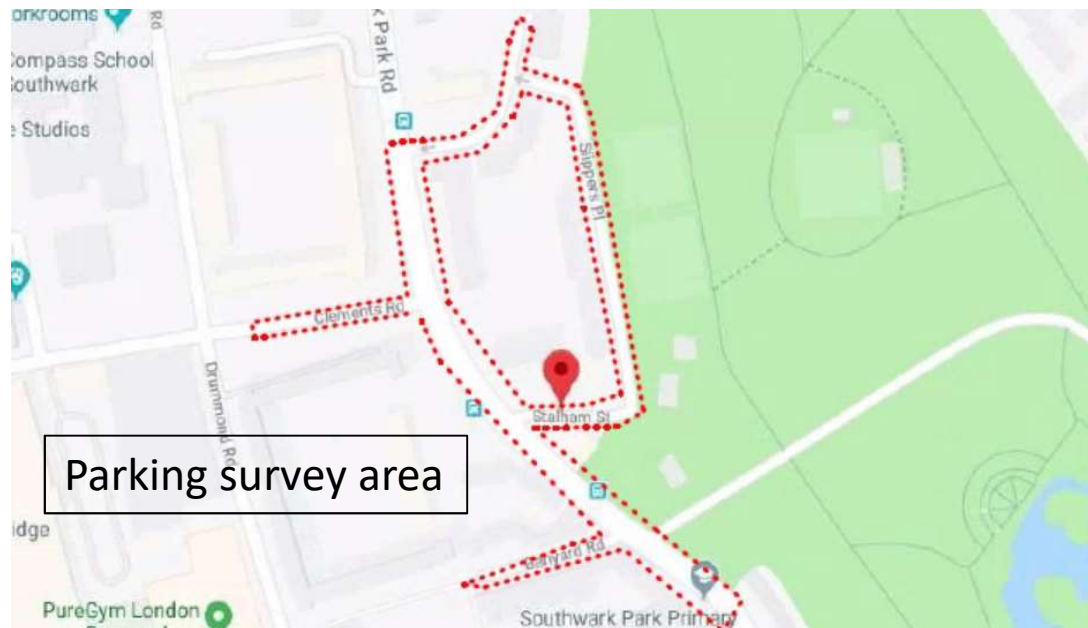 orkrooms
Rd
k Park Rd
Compass School
Southwark
e Studios
Slippers Pl
Clements Rd
Drummond Rd
Stalham St
Parking survey area
idge
Banyard Rd
PureGym London
Southwark Park Primary